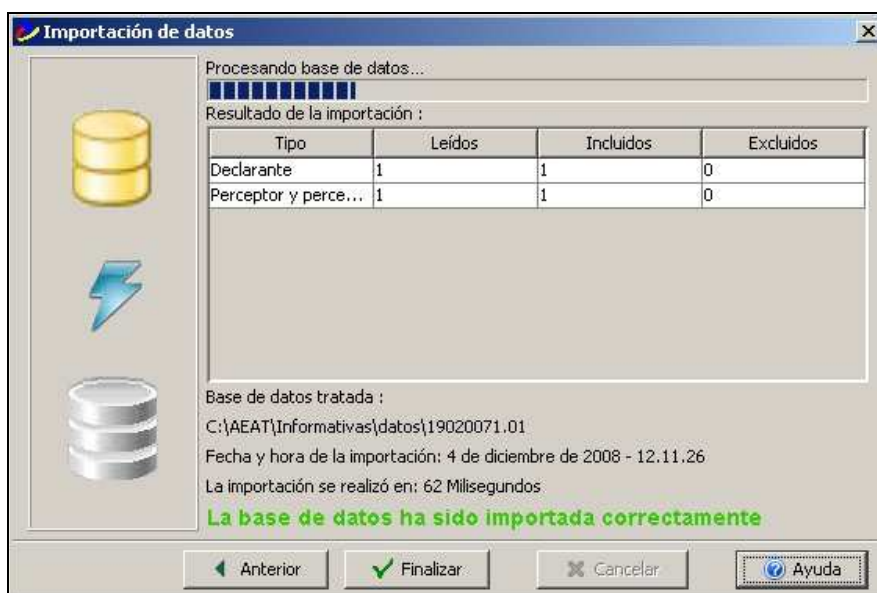 Importación de datos
Procesando base de datos...
Resultado de la importación :
Tipo Leídos Incluidos Excluidos
Declarante 1 1 0
Perceptor y perce... 1 1 0
Base de datos tratada :
C:\AEAT\Informativas\datos\19020071.01
Fecha y hora de la importación: 4 de diciembre de 2008 - 12.11.26
La importación se realizó en: 62 Milisegundos
La base de datos ha sido importada correctamente
Anterior Finalizar Cancelar Ayuda